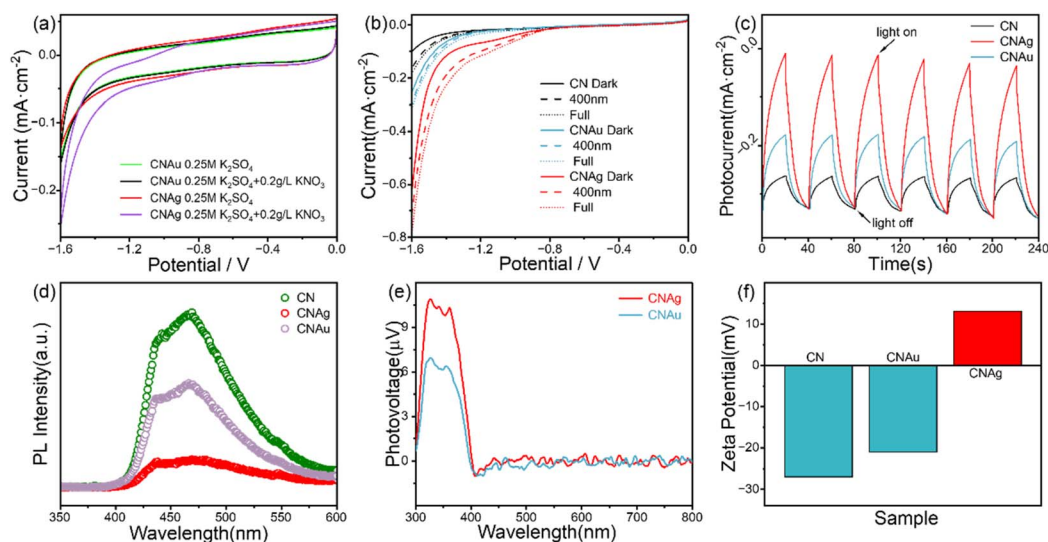 (a)
Current (mA·cm⁻²)
0.0
−0.1
−0.2
CNAu 0.25M K₂SO₄
CNAu 0.25M K₂SO₄+0.2g/L KNO₃
CNAg 0.25M K₂SO₄
CNAg 0.25M K₂SO₄+0.2g/L KNO₃
−1.6
−1.2
−0.8
−0.4
0.0
Potential / V
(b)
Current(mA·cm⁻²)
0.0
−0.2
−0.4
−0.6
−0.8
CN Dark
400nm
Full
CNAu Dark
400nm
Full
CNAg Dark
400nm
Full
−1.6
−1.2
−0.8
−0.4
0.0
Potential / V
(c)
Photocurrent(mA·cm⁻²)
0.0
light on
CN
CNAg
CNAu
light off
0
40
80
120
160
200
240
Time(s)
(d)
PL Intensity(a.u.)
CN
CNAg
CNAu
350
400
450
500
550
600
Wavelength(nm)
(e)
Photovoltage(μV)
0
CNAg
CNAu
300
400
500
600
700
800
Wavelength(nm)
(f)
Zeta Potential(mV)
10
0
−10
−20
−30
CN
CNAu
CNAg
Sample